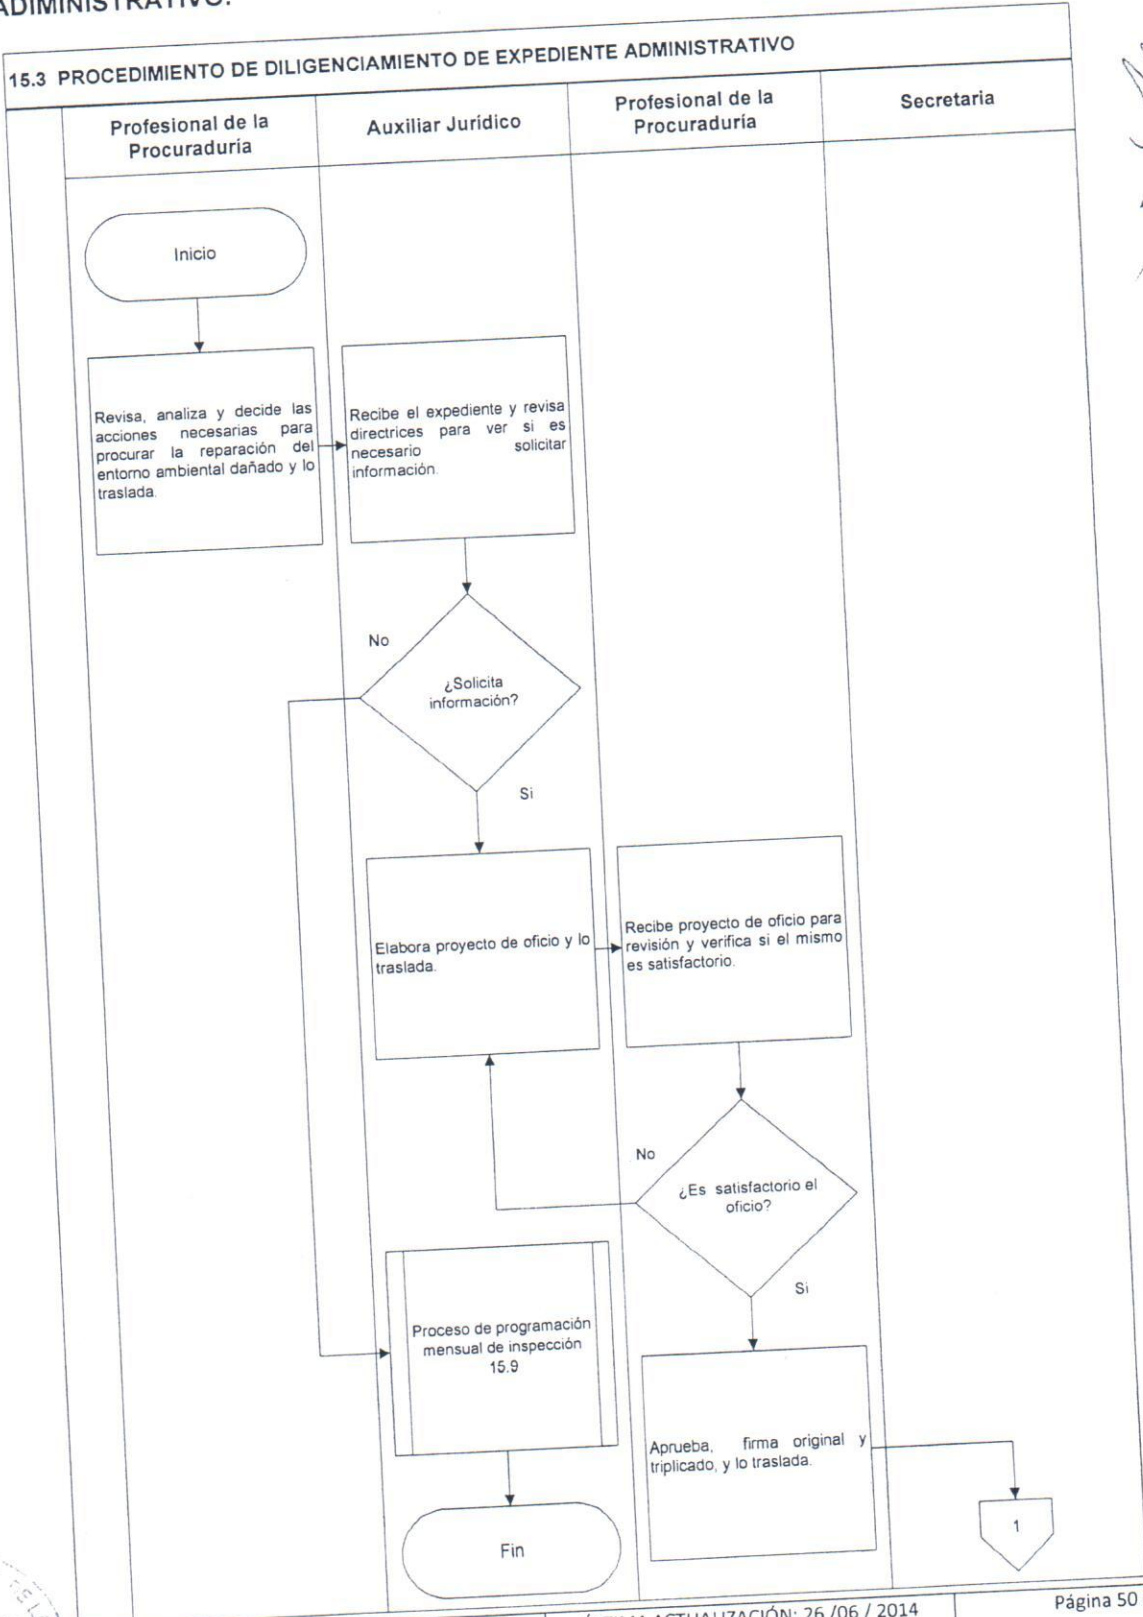 ADIMINISTRATIVO.
15.3 PROCEDIMIENTO DE DILIGENCIAMIENTO DE EXPEDIENTE ADMINISTRATIVO
Profesional de la
Procuraduria
Auxiliar Jurídico
Profesional de la
Procuraduría
Secretaria
Inicio
Revisa, analiza y decide las
acciones necesarias para
procurar la reparación del
entorno ambiental dañado y lo
traslada.
Recibe el expediente y revisa
directrices para ver si es
necesario solicitar
información.
No
¿Solicita
información?
Si
Elabora proyecto de oficio y lo
traslada.
Recibe proyecto de oficio para
revisión y verifica si el mismo
es satisfactorio.
No
¿Es satisfactorio el
oficio?
Si
Proceso de programación
mensual de inspección
15.9
Aprueba, firma original y
triplicado, y lo traslada.
1
Fin
ACTUALIZACIÓN: 26 /06 / 2014
Página 50